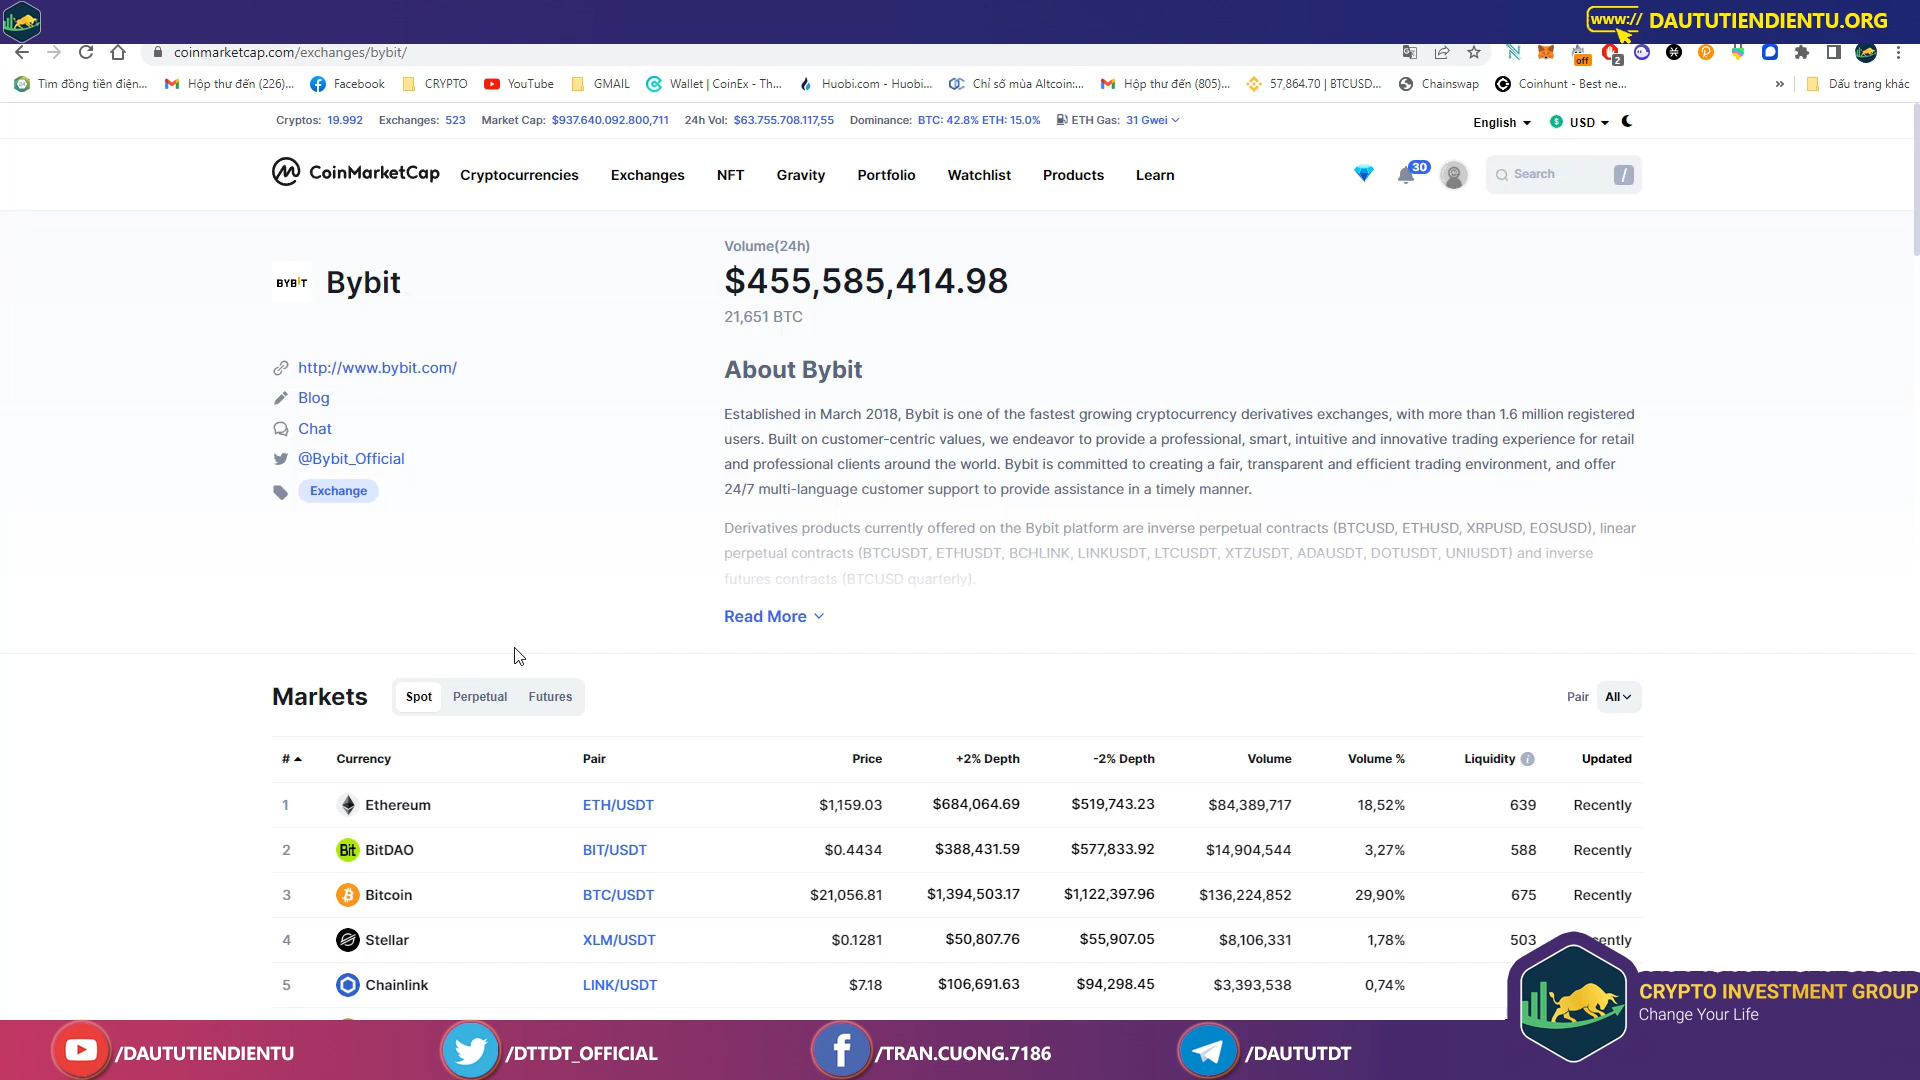 www:// DAUTUTIENDIENTU.ORG
coinmarketcap.com/exchanges/bybit/
off 2
Tìm đồng tiền điện... Hộp thư đến (226)... Facebook CRYPTO YouTube GMAIL Wallet | CoinEx - Th... Huobi.com - Huobi... Chỉ số mùa Altcoin:... Hộp thư đến (805)... 57,864.70 | BTCUSD... Chainswap Coinhunt - Best ne... » Dấu trang khác
Cryptos: 19.992 Exchanges: 523 Market Cap: $937.640.092.800,711 24h Vol: $63.755.708.117,55 Dominance: BTC: 42.8% ETH: 15.0% ETH Gas: 31 Gwei
English $ USD
CoinMarketCap Cryptocurrencies Exchanges NFT Gravity Portfolio Watchlist Products Learn 30 Search /
Volume(24h)
BYBIT Bybit $455,585,414.98
21,651 BTC
http://www.bybit.com/
Blog
Chat
@Bybit_Official
Exchange
About Bybit
Established in March 2018, Bybit is one of the fastest growing cryptocurrency derivatives exchanges, with more than 1.6 million registered
users. Built on customer-centric values, we endeavor to provide a professional, smart, intuitive and innovative trading experience for retail
and professional clients around the world. Bybit is committed to creating a fair, transparent and efficient trading environment, and offer
24/7 multi-language customer support to provide assistance in a timely manner.
Derivatives products currently offered on the Bybit platform are inverse perpetual contracts (BTCUSD, ETHUSD, XRPUSD, EOSUSD), linear
perpetual contracts (BTCUSDT, ETHUSDT, BCHLINK, LINKUSDT, LTCUSDT, XTZUSDT, ADAUSDT, DOTUSDT, UNIUSDT) and inverse
futures contracts (BTCUSD quarterly).
Read More
Markets Spot Perpetual Futures Pair All
# Currency Pair Price +2% Depth -2% Depth Volume Volume % Liquidity i Updated
1 Ethereum ETH/USDT $1,159.03 $684,064.69 $519,743.23 $84,389,717 18,52% 639 Recently
2 Bit BitDAO BIT/USDT $0.4434 $388,431.59 $577,833.92 $14,904,544 3,27% 588 Recently
3 Bitcoin BTC/USDT $21,056.81 $1,394,503.17 $1,122,397.96 $136,224,852 29,90% 675 Recently
4 Stellar XLM/USDT $0.1281 $50,807.76 $55,907.05 $8,106,331 1,78% 503 ently
5 Chainlink LINK/USDT $7.18 $106,691.63 $94,298.45 $3,393,538 0,74%
CRYPTO INVESTMENT GROUP
Change Your Life
/DAUTUTIENDIENTU /DTTDT_OFFICIAL /TRAN.CUONG.7186 /DAUTUTDT